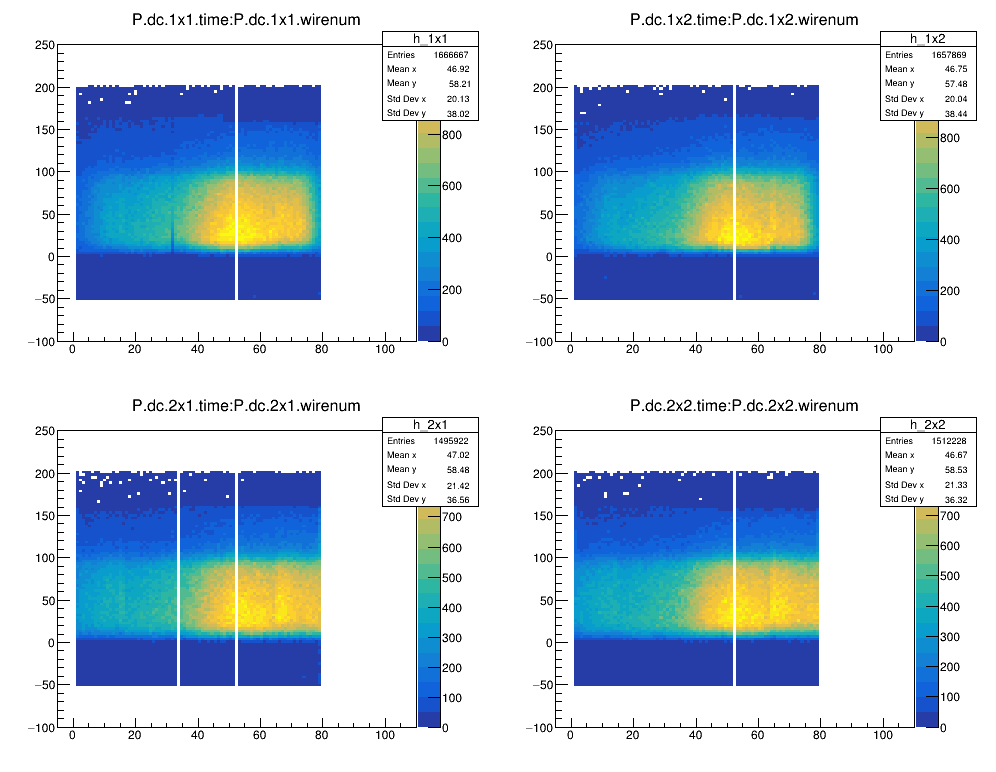 P.dc.1x1.time:P.dc.1x1.wirenum
h_1x1
Entries 1666667
Mean x 46.92
Mean y 58.21
Std Dev x 20.13
Std Dev y 38.02
250
200
150
100
50
0
−50
−100
0 20 40 60 80 100
800
600
400
200
0
P.dc.1x2.time:P.dc.1x2.wirenum
h_1x2
Entries 1657869
Mean x 46.75
Mean y 57.48
Std Dev x 20.04
Std Dev y 38.44
250
200
150
100
50
0
−50
−100
0 20 40 60 80 100
800
600
400
200
0
P.dc.2x1.time:P.dc.2x1.wirenum
h_2x1
Entries 1495922
Mean x 47.02
Mean y 58.48
Std Dev x 21.42
Std Dev y 36.56
250
200
150
100
50
0
−50
−100
0 20 40 60 80 100
700
600
500
400
300
200
100
0
P.dc.2x2.time:P.dc.2x2.wirenum
h_2x2
Entries 1512228
Mean x 46.67
Mean y 58.53
Std Dev x 21.33
Std Dev y 36.32
250
200
150
100
50
0
−50
−100
0 20 40 60 80 100
700
600
500
400
300
200
100
0